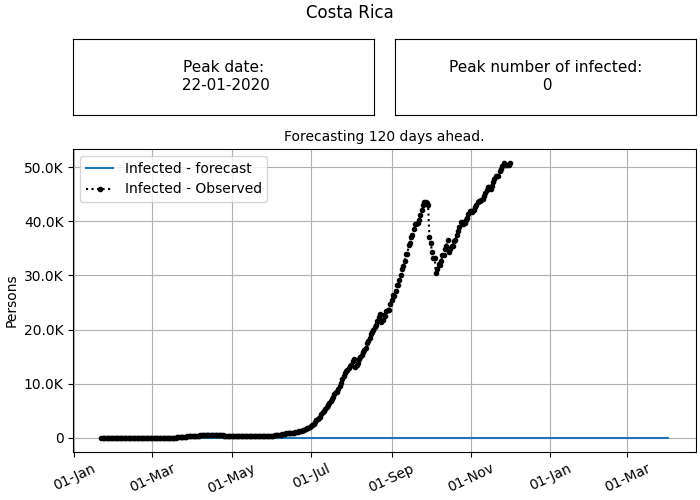 Costa Rica
Peak date:
22-01-2020
Peak number of infected:
0
Forecasting 120 days ahead.
Infected - forecast
Infected - Observed
Persons
50.0K
40.0K
30.0K
20.0K
10.0K
0
01-Jan
01-Mar
01-May
01-Jul
01-Sep
01-Nov
01-Jan
01-Mar